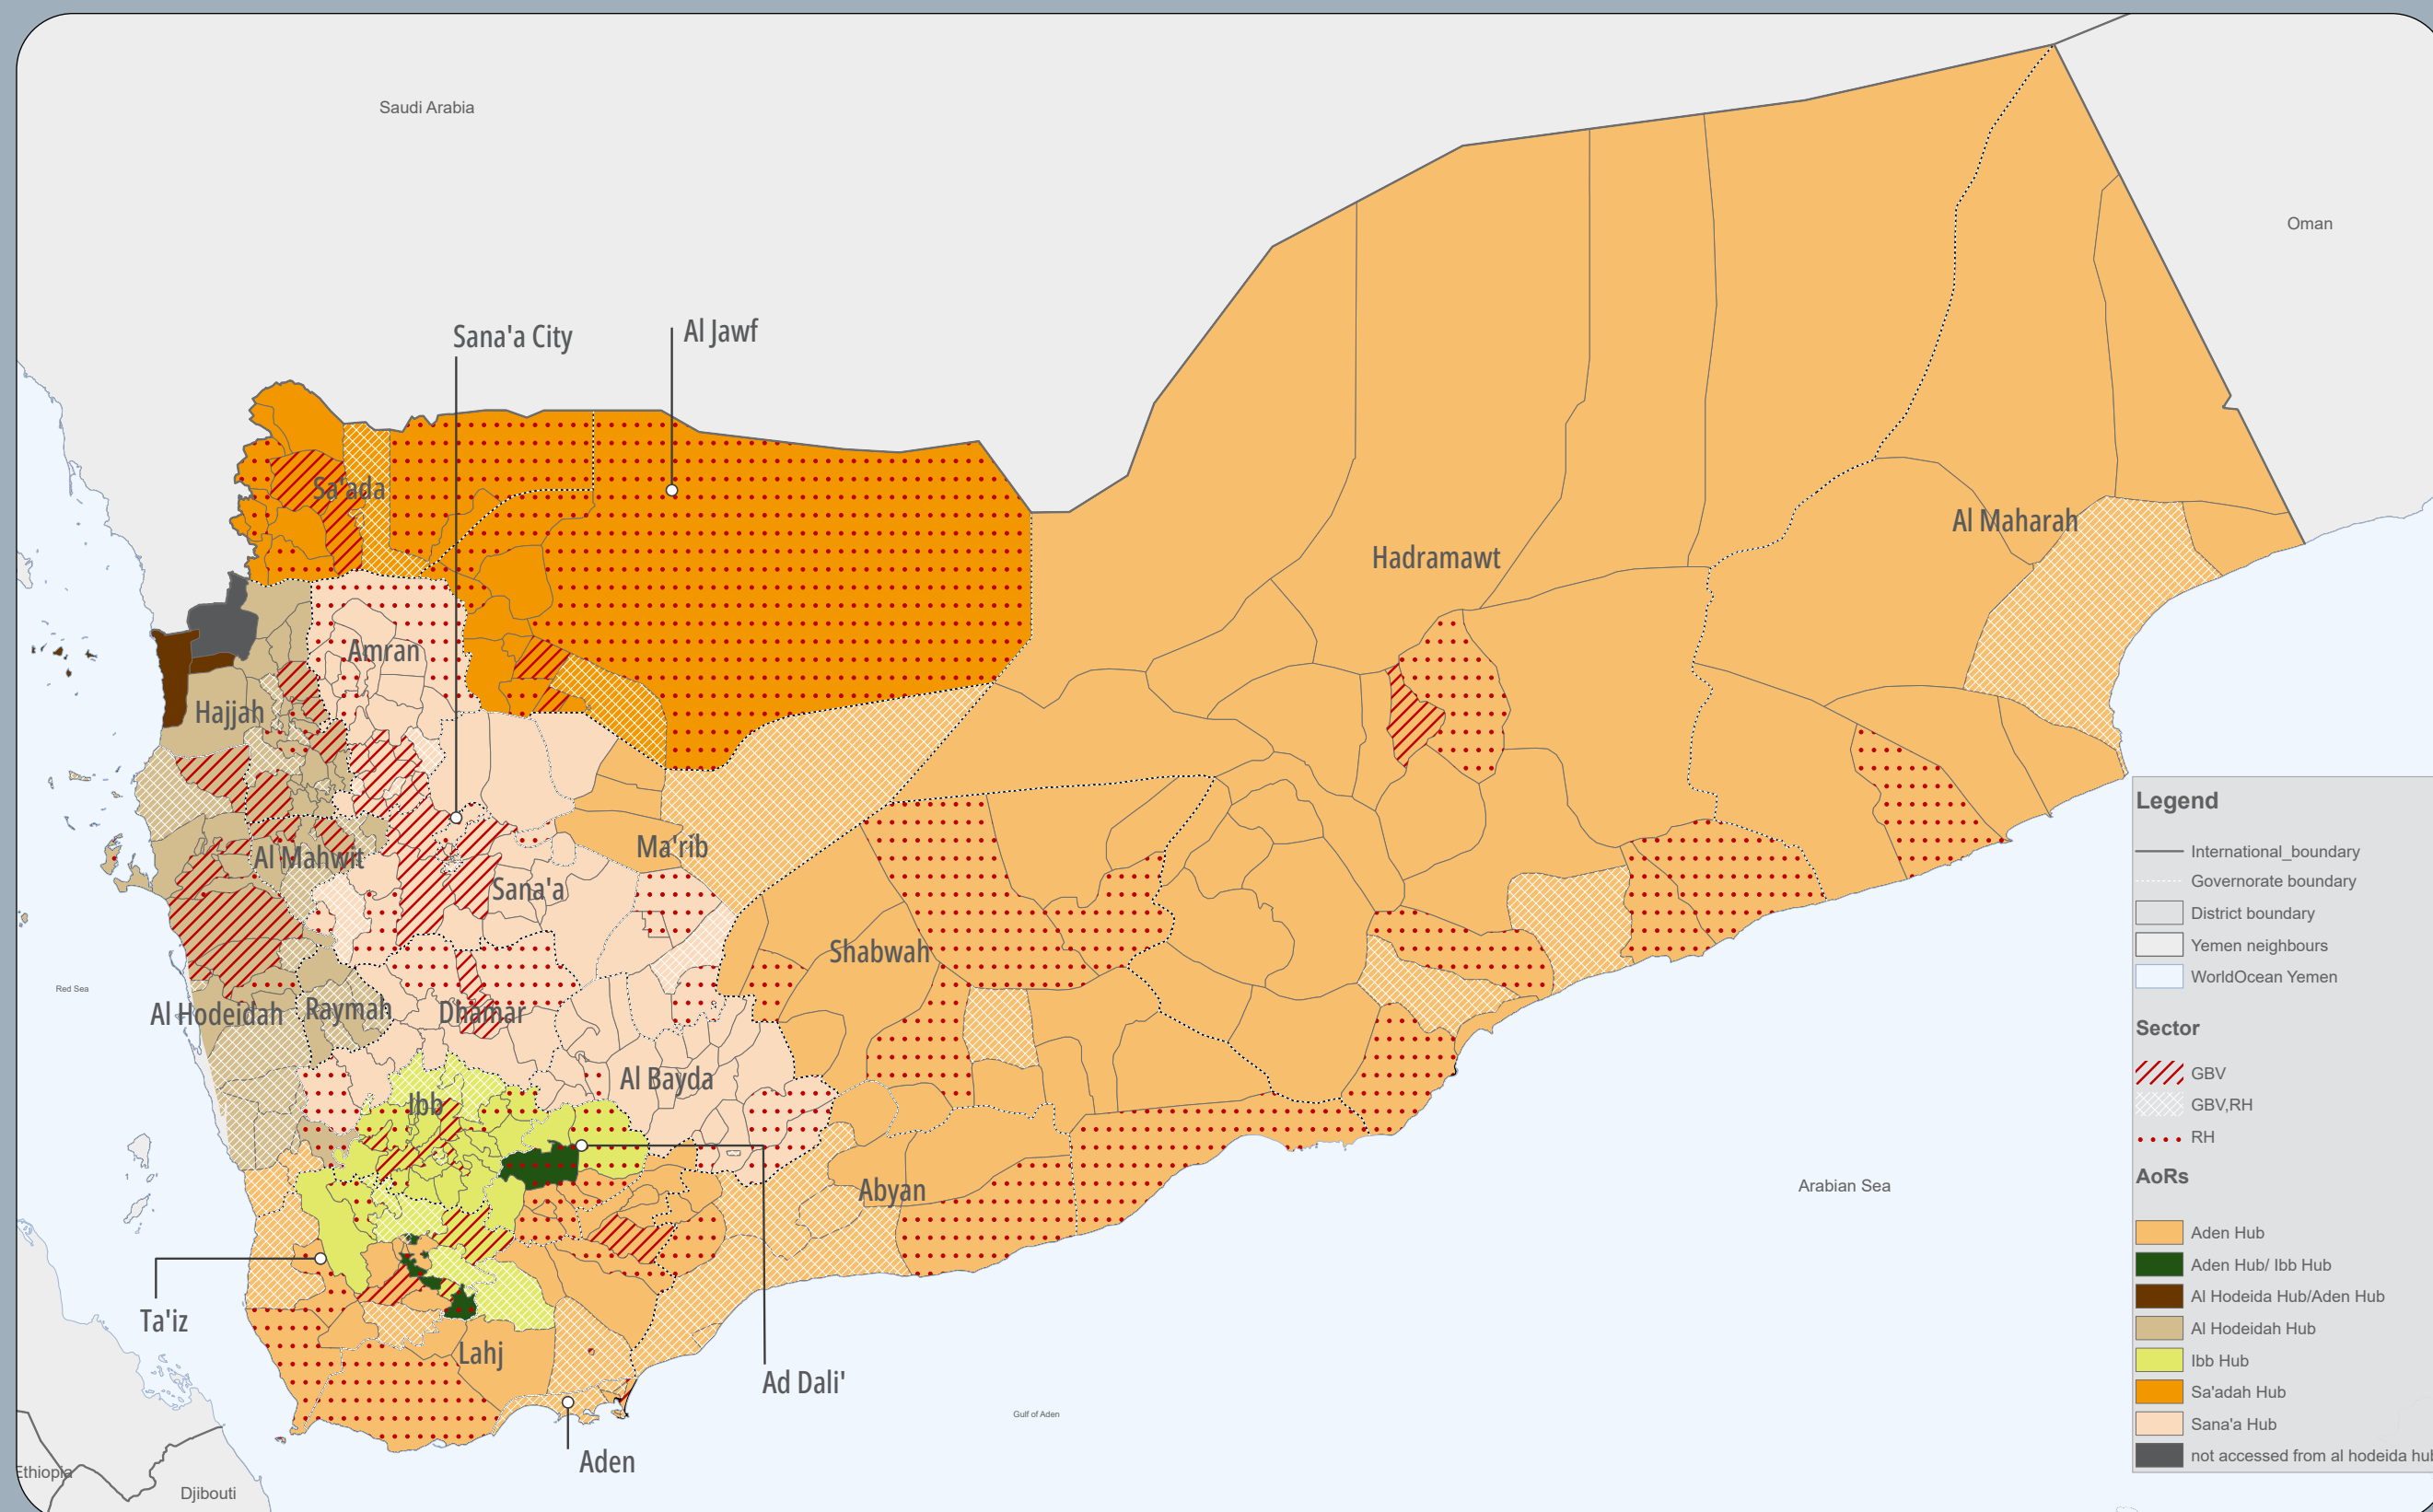 Saudi Arabia
Oman
Al Jawf
Sana'a City
Sa'ada
Al Maharah
Hadramawt
Amran
Hajjah
Ma'rib
Al Mahwit
Sana'a
Shabwah
Red Sea
Al Hodeidah
Raymah
Dhamar
Al Bayda
Ibb
Abyan
Arabian Sea
Ta'iz
Lahj
Ad Dali'
Gulf of Aden
Aden
Ethiopia
Djibouti
Legend
International_boundary
Governorate boundary
District boundary
Yemen neighbours
WorldOcean Yemen
Sector
GBV
GBV,RH
RH
AoRs
Aden Hub
Aden Hub/ Ibb Hub
Al Hodeida Hub/Aden Hub
Al Hodeidah Hub
Ibb Hub
Sa'adah Hub
Sana'a Hub
not accessed from al hodeida hub